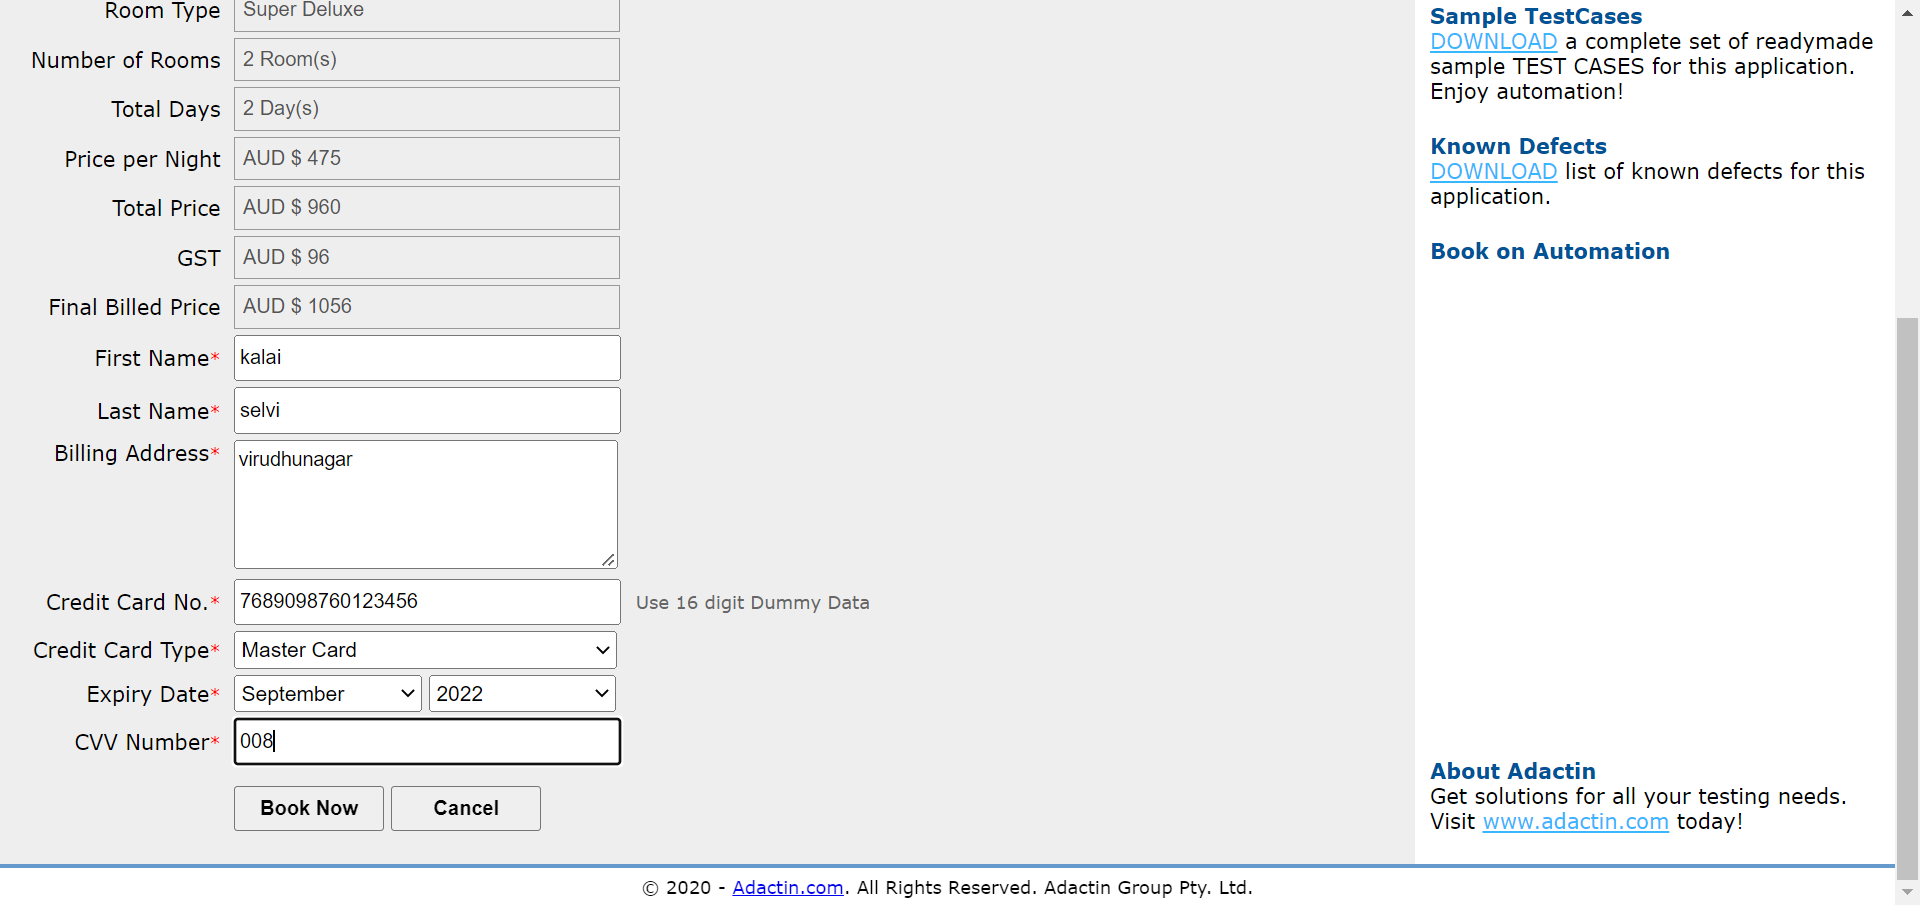 Room Type Super Deluxe
Number of Rooms 2 Room(s)
Total Days 2 Day(s)
Price per Night AUD $ 475
Total Price AUD $ 960
GST AUD $ 96
Final Billed Price AUD $ 1056
First Name* kalai
Last Name* selvi
Billing Address* virudhunagar
Credit Card No.* 7689098760123456 Use 16 digit Dummy Data
Credit Card Type* Master Card
Expiry Date* September 2022
CVV Number* 008
Book Now Cancel
Sample TestCases
DOWNLOAD a complete set of readymade
sample TEST CASES for this application.
Enjoy automation!
Known Defects
DOWNLOAD list of known defects for this
application.
Book on Automation
About Adactin
Get solutions for all your testing needs.
Visit www.adactin.com today!
© 2020 - Adactin.com. All Rights Reserved. Adactin Group Pty. Ltd.